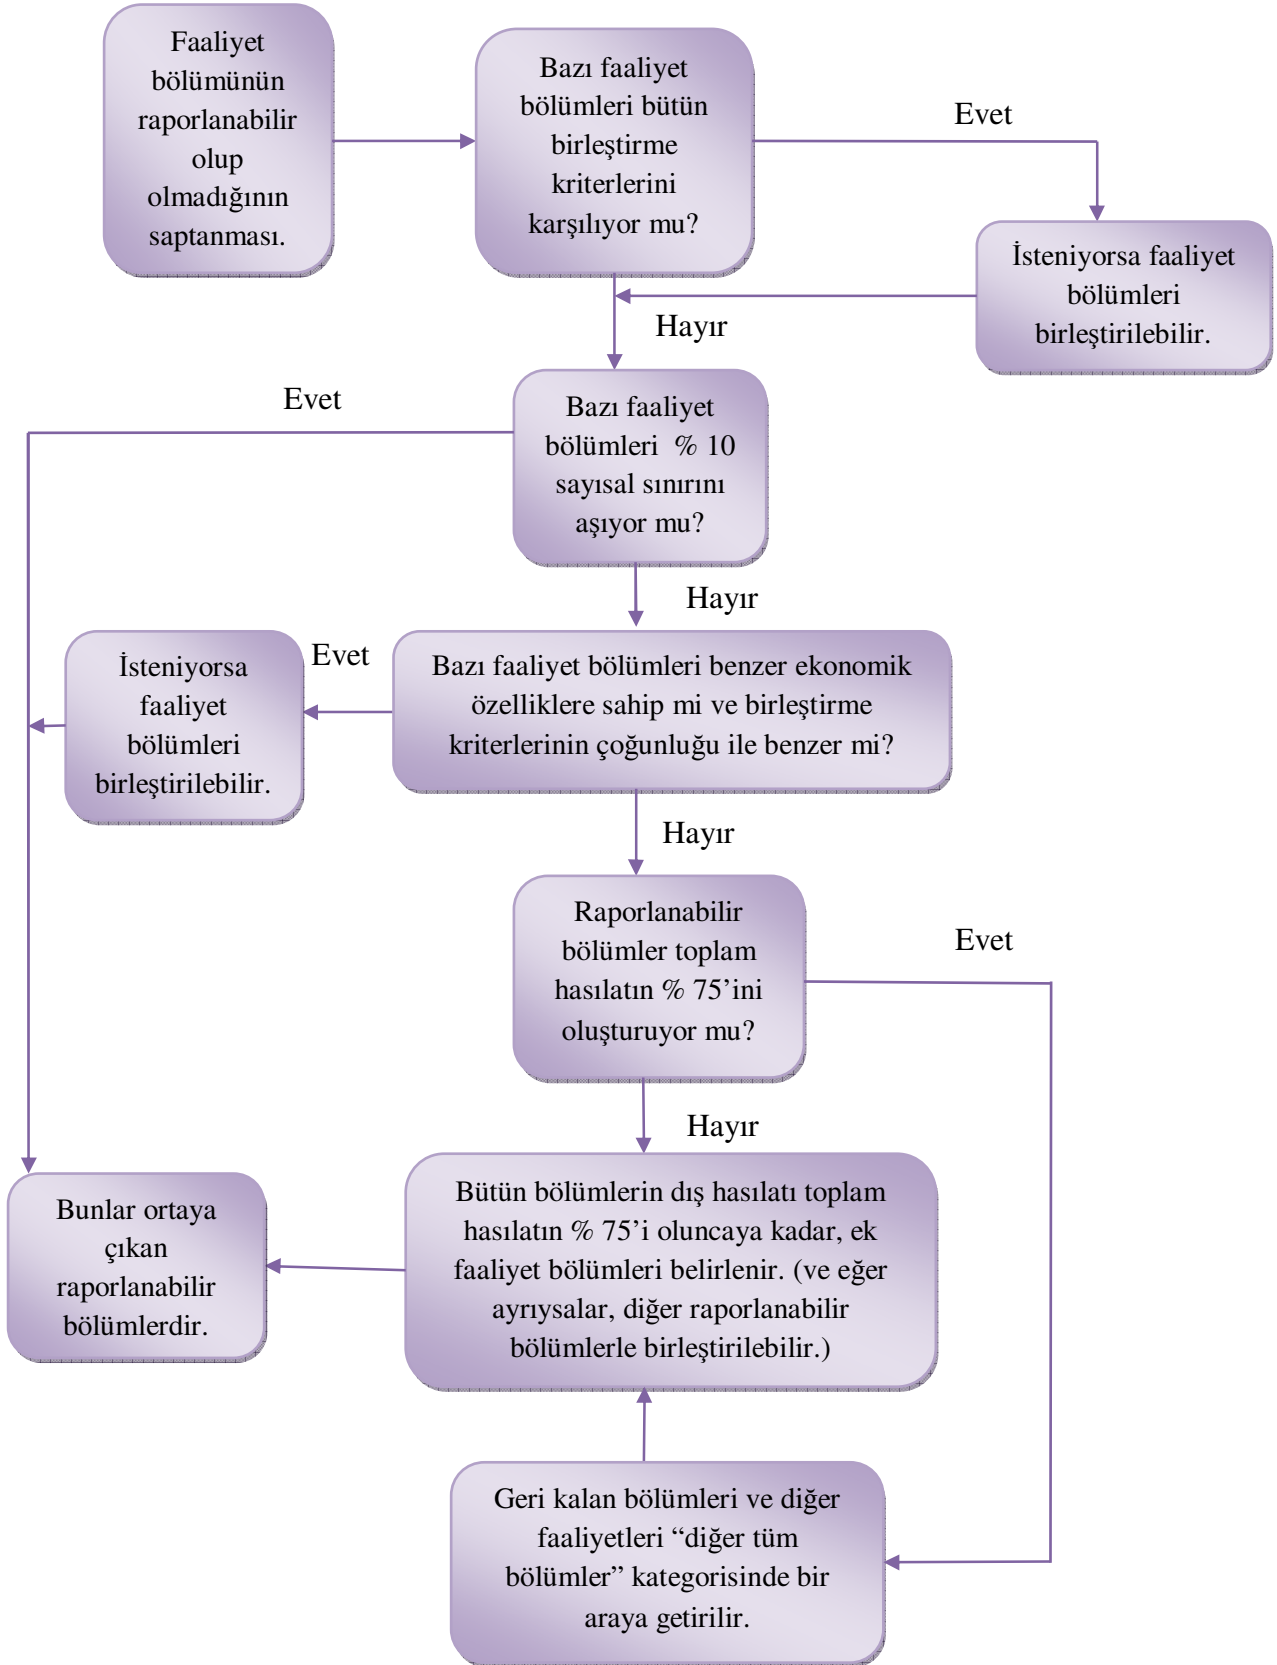 Faaliyet
bölümünün
raporlanabilir
olup
olmadığının
saptanması.
Bazı faaliyet
bölümleri bütün
birleştirme
kriterlerini
karşılıyor mu?
Evet
İsteniyorsa faaliyet
bölümleri
birleştirilebilir.
Hayır
Bazı faaliyet
bölümleri % 10
sayısal sınırını
aşıyor mu?
Evet
Hayır
Bazı faaliyet bölümleri benzer ekonomik
özelliklere sahip mi ve birleştirme
kriterlerinin çoğunluğu ile benzer mi?
Evet
İsteniyorsa
faaliyet
bölümleri
birleştirilebilir.
Hayır
Raporlanabilir
bölümler toplam
hasılatın % 75’ini
oluşturuyor mu?
Evet
Hayır
Bütün bölümlerin dış hasılatı toplam
hasılatın % 75’i oluncaya kadar, ek
faaliyet bölümleri belirlenir. (ve eğer
ayrıysalar, diğer raporlanabilir
bölümlerle birleştirilebilir.)
Bunlar ortaya
çıkan
raporlanabilir
bölümlerdir.
Geri kalan bölümleri ve diğer
faaliyetleri “diğer tüm
bölümler” kategorisinde bir
araya getirilir.